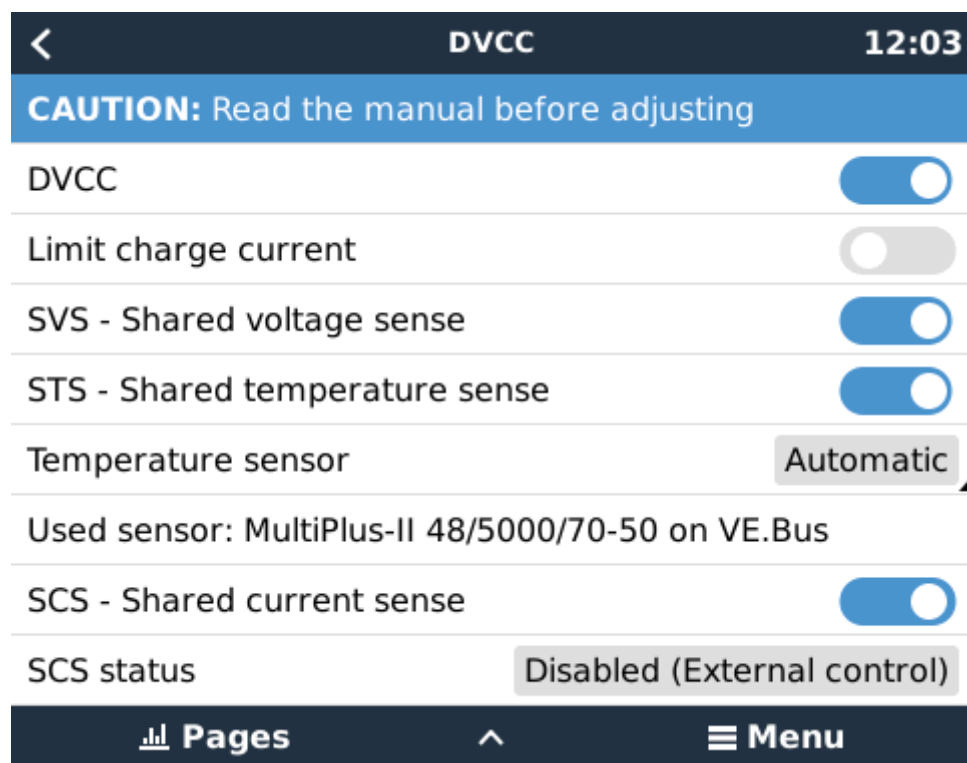 DVCC 12:03
CAUTION: Read the manual before adjusting
DVCC
Limit charge current
SVS - Shared voltage sense
STS - Shared temperature sense
Temperature sensor Automatic
Used sensor: MultiPlus-II 48/5000/70-50 on VE.Bus
SCS - Shared current sense
SCS status Disabled (External control)
Pages Menu